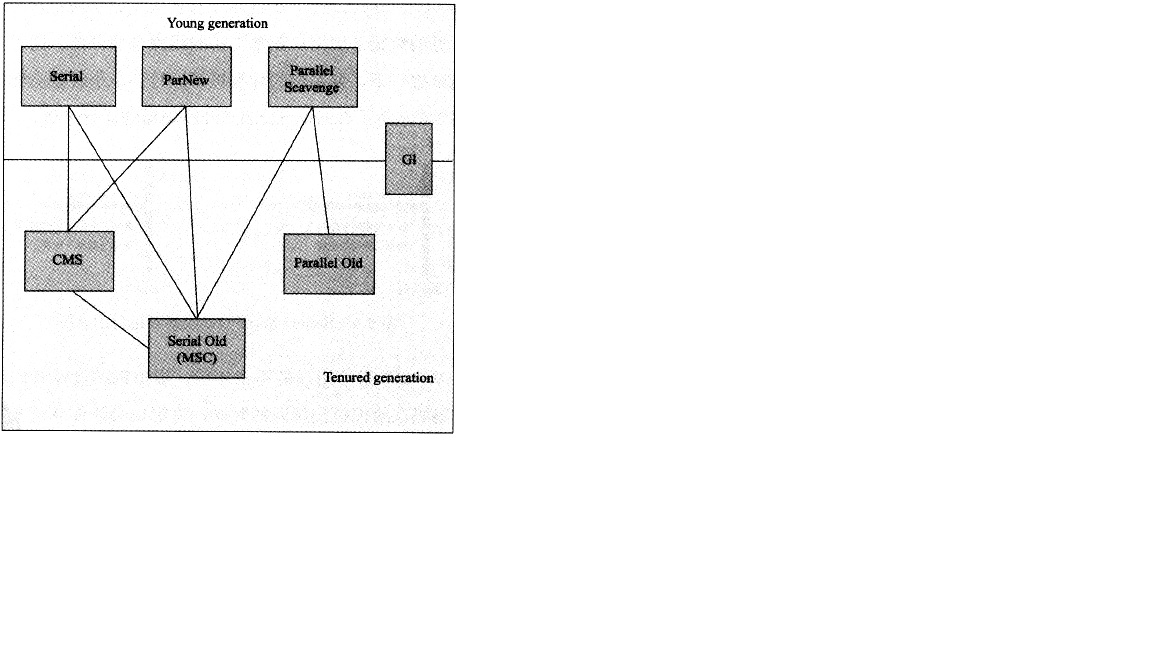 Young generation
Serial
ParNew
Parallel
Scavenge
G1
CMS
Parallel Old
Serial Old
(MSC)
Tenured generation